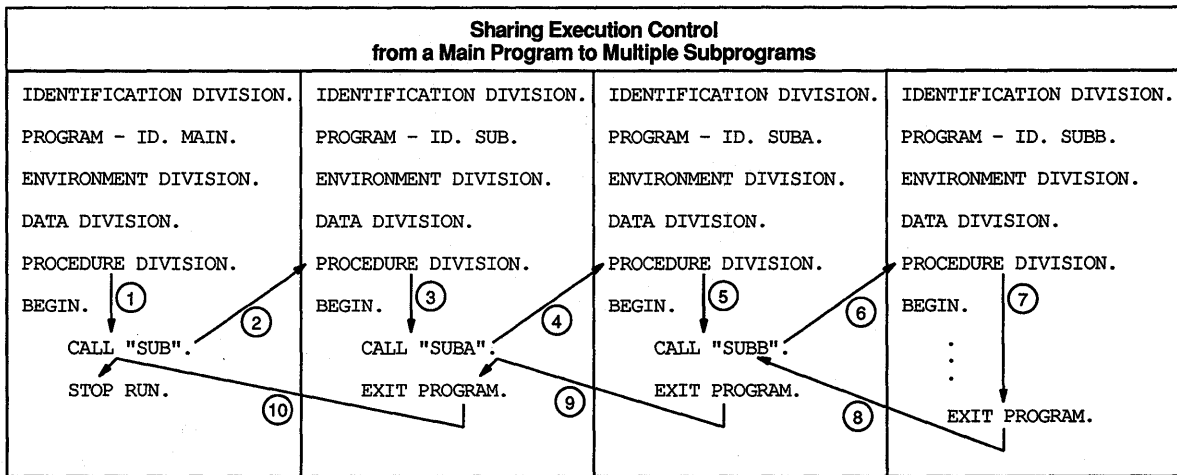 Sharing Execution Control
from a Main Program to Multiple Subprograms
IDENTIFICATION DIVISION.
PROGRAM - ID. MAIN.
ENVIRONMENT DIVISION.
DATA DIVISION.
PROCEDURE DIVISION.
1
BEGIN.
2
CALL "SUB".
STOP RUN.
10
IDENTIFICATION DIVISION.
PROGRAM - ID. SUB.
ENVIRONMENT DIVISION.
DATA DIVISION.
PROCEDURE DIVISION.
3
BEGIN.
4
CALL "SUBA".
EXIT PROGRAM.
9
IDENTIFICATION DIVISION.
PROGRAM - ID. SUBA.
ENVIRONMENT DIVISION.
DATA DIVISION.
PROCEDURE DIVISION.
5
BEGIN.
6
CALL "SUBB".
EXIT PROGRAM.
8
IDENTIFICATION DIVISION.
PROGRAM - ID. SUBB.
ENVIRONMENT DIVISION.
DATA DIVISION.
PROCEDURE DIVISION.
BEGIN.
7
.
.
.
EXIT PROGRAM.